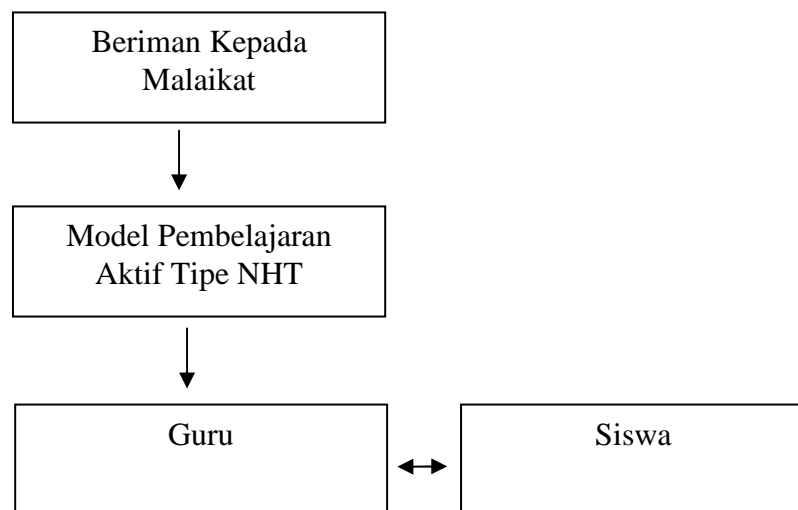 Beriman Kepada
Malaikat
Model Pembelajaran
Aktif Tipe NHT
Guru
Siswa